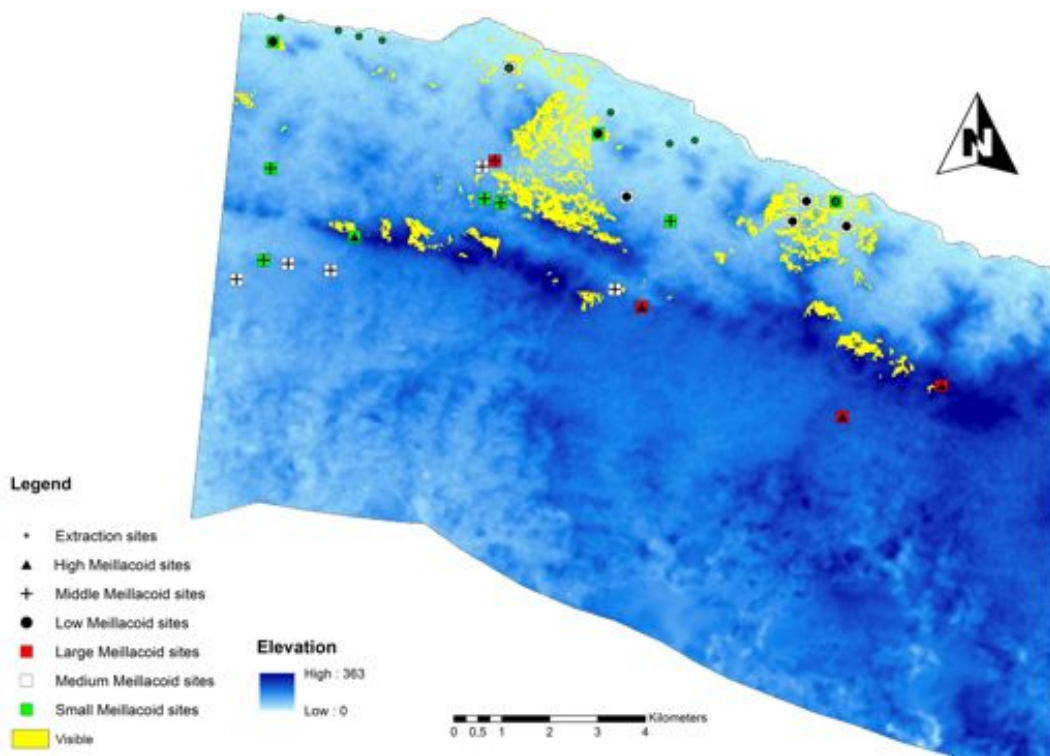 N
Legend
Extraction sites
High Meillacoid sites
Middle Meillacoid sites
Low Meillacoid sites
Large Meillacoid sites
Medium Meillacoid sites
Small Meillacoid sites
Visible
Elevation
High : 363
Low : 0
Kilometers
0 0.5 1 2 3 4